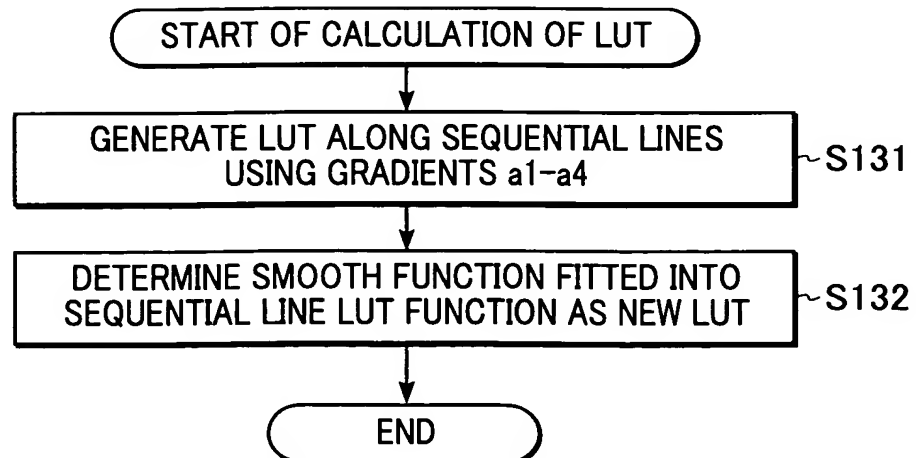 START OF CALCULATION OF LUT
GENERATE LUT ALONG SEQUENTIAL LINES
USING GRADIENTS a1-a4
S131
DETERMINE SMOOTH FUNCTION FITTED INTO
SEQUENTIAL LINE LUT FUNCTION AS NEW LUT
S132
END